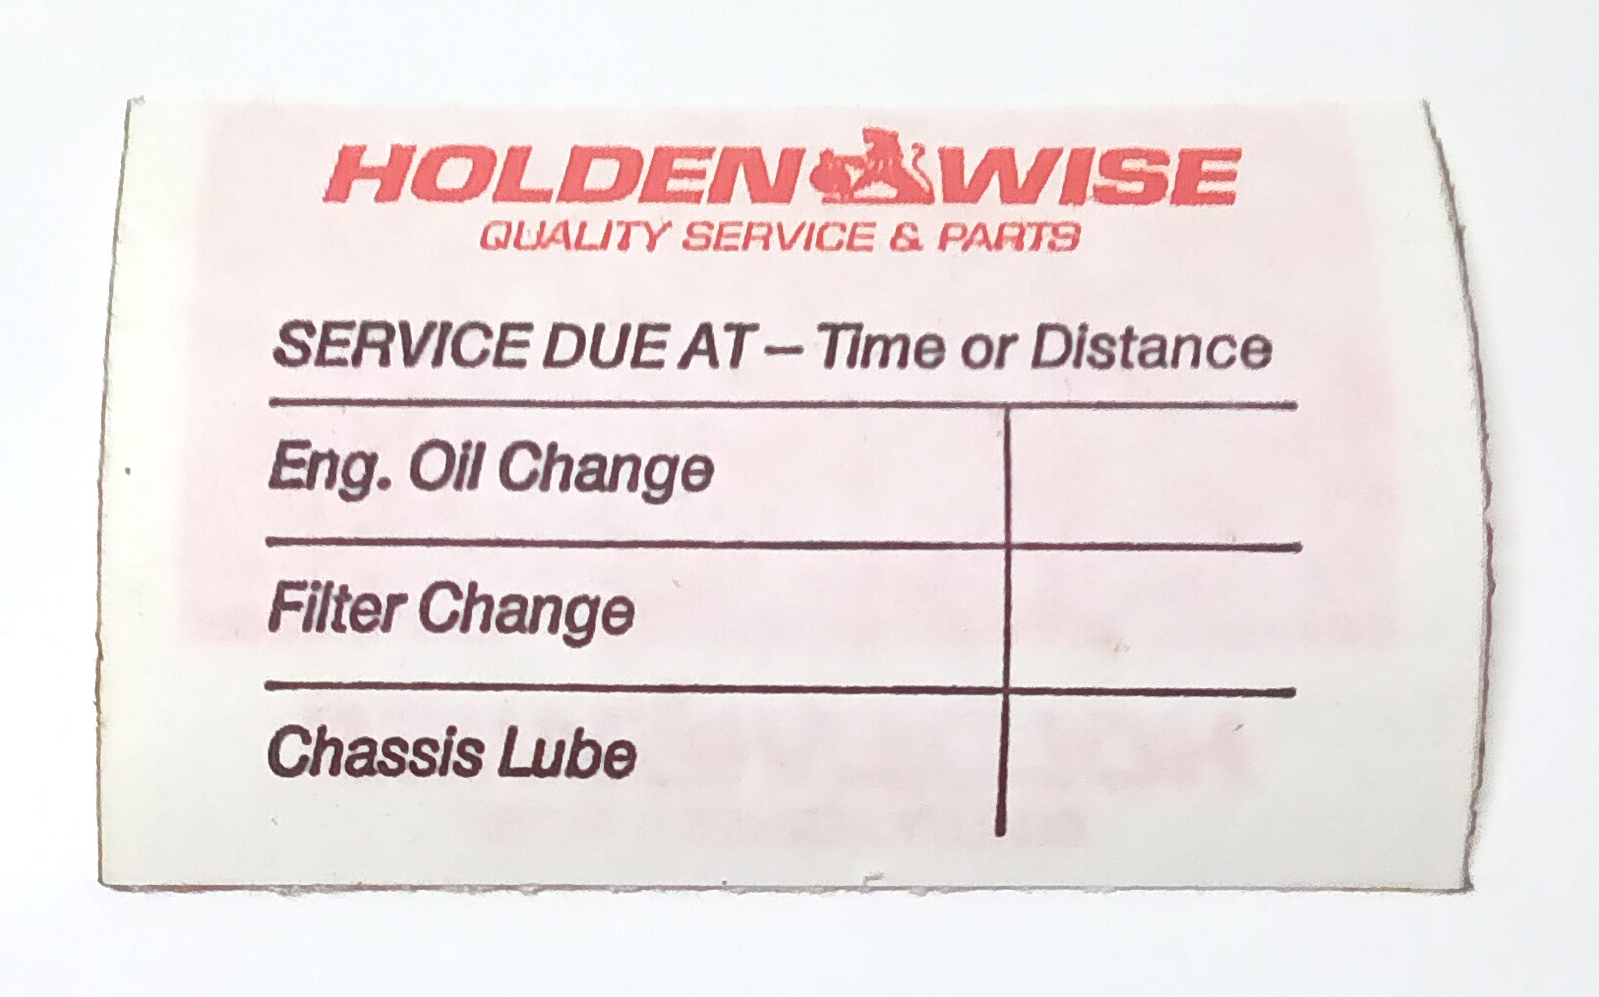 HOLDEN WISE
QUALITY SERVICE & PARTS
SERVICE DUE AT – Time or Distance
Eng. Oil Change
Filter Change
Chassis Lube